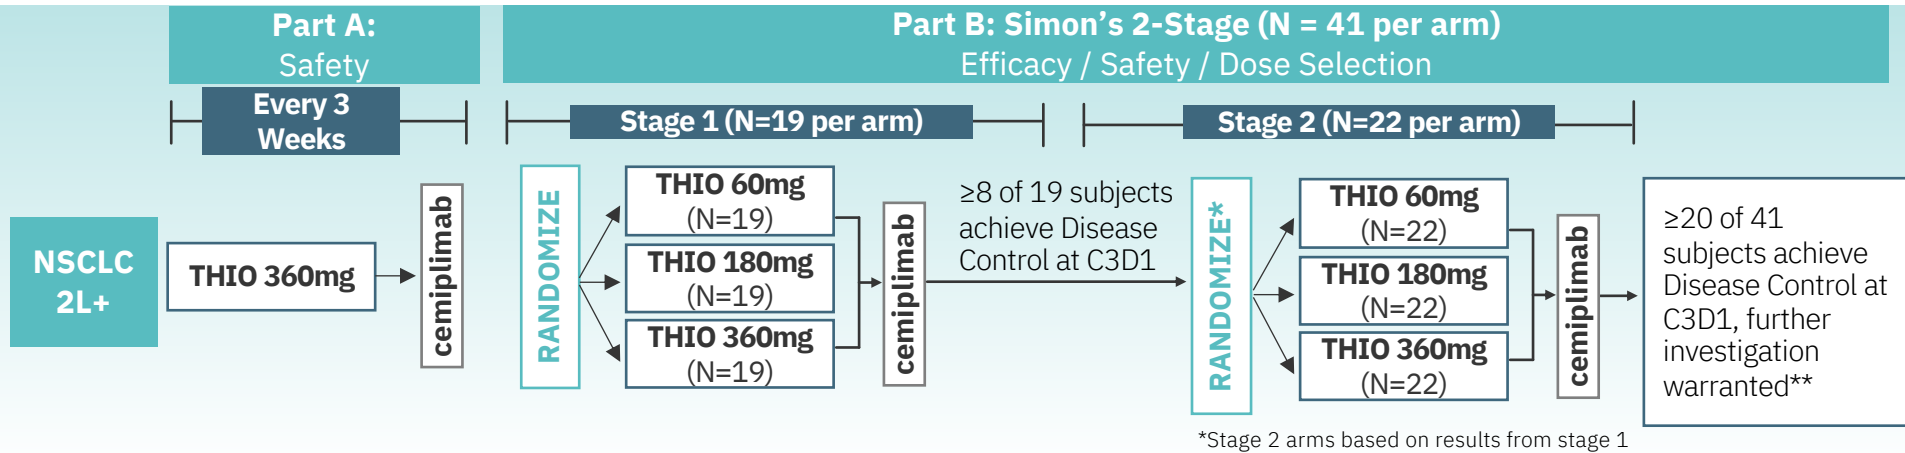 Part A:
Safety
Part B: Simon's 2-Stage (N = 41 per arm)
Efficacy / Safety / Dose Selection
Every 3
Weeks
Stage 1 (N=19 per arm)
Stage 2 (N=22 per arm)
NSCLC
2L+
THIO 360mg
cemiplimab
RANDOMIZE
THIO 60mg
(N=19)
THIO 180mg
(N=19)
THIO 360mg
(N=19)
cemiplimab
≥8 of 19 subjects
achieve Disease
Control at C3D1
RANDOMIZE*
THIO 60mg
(N=22)
THIO 180mg
(N=22)
THIO 360mg
(N=22)
cemiplimab
≥20 of 41
subjects achieve
Disease Control at
C3D1, further
investigation
warranted**
*Stage 2 arms based on results from stage 1